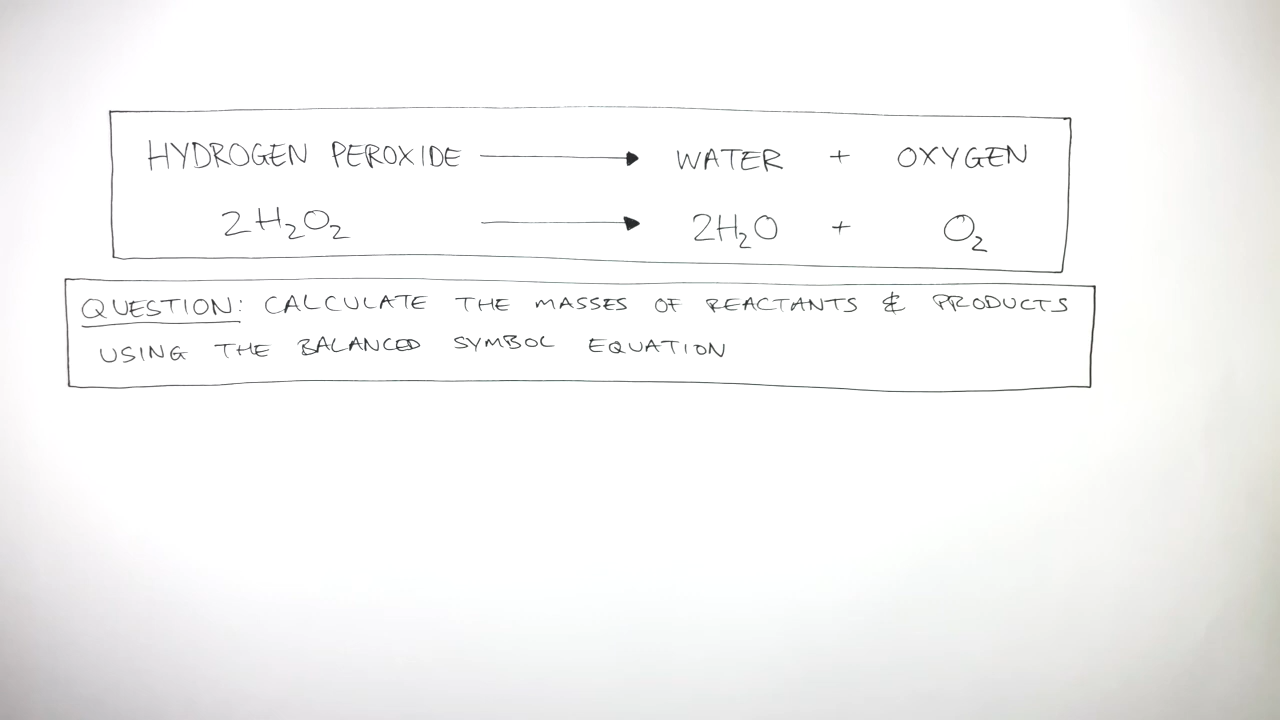 HYDROGEN PEROXIDE → WATER + OXYGEN
2H₂O₂ → 2H₂O + O₂
QUESTION: CALCULATE THE MASSES OF REACTANTS & PRODUCTS
USING THE BALANCED SYMBOL EQUATION